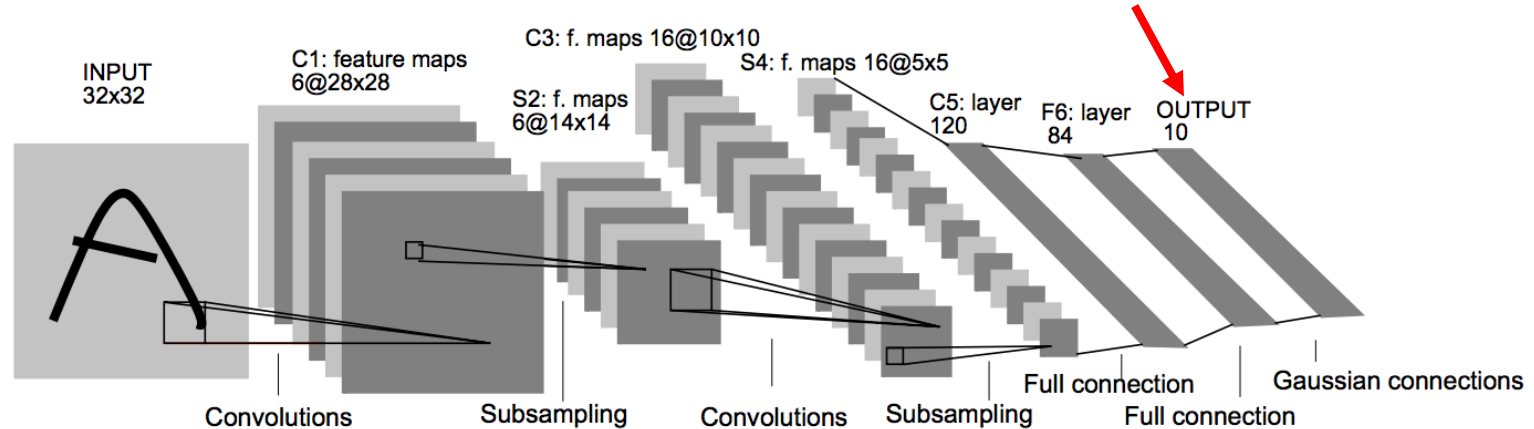 INPUT
32x32
C1: feature maps
6@28x28
S2: f. maps
6@14x14
C3: f. maps 16@10x10
S4: f. maps 16@5x5
C5: layer
120
F6: layer
84
OUTPUT
10
Convolutions
Subsampling
Convolutions
Subsampling
Full connection
Full connection
Gaussian connections